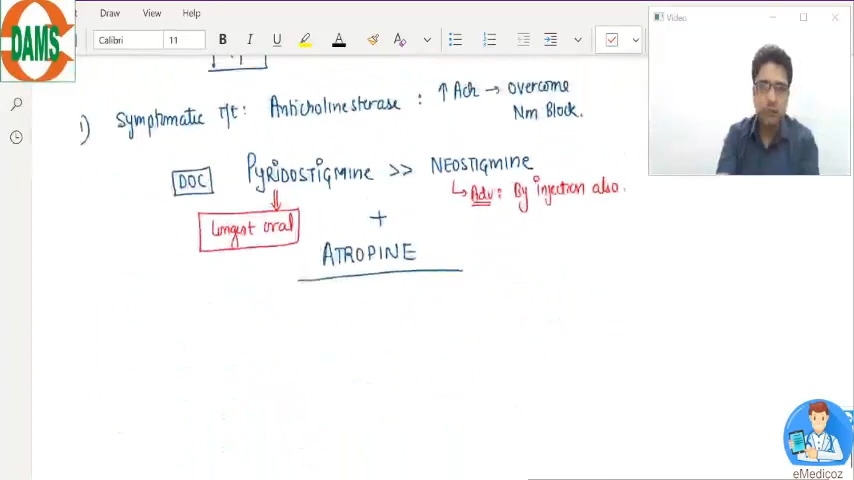 DAMS
Draw View Help
Video
Calibri 11 B I U A
1) Symptomatic T/t: Anticholinesterase : ↑ Ach → overcome
Nm Block.
DOC PYRIDOSTIGMINE >> NEOSTIGMINE
Adv: By injection also.
Longest oral
+
ATROPINE
eMedicoz